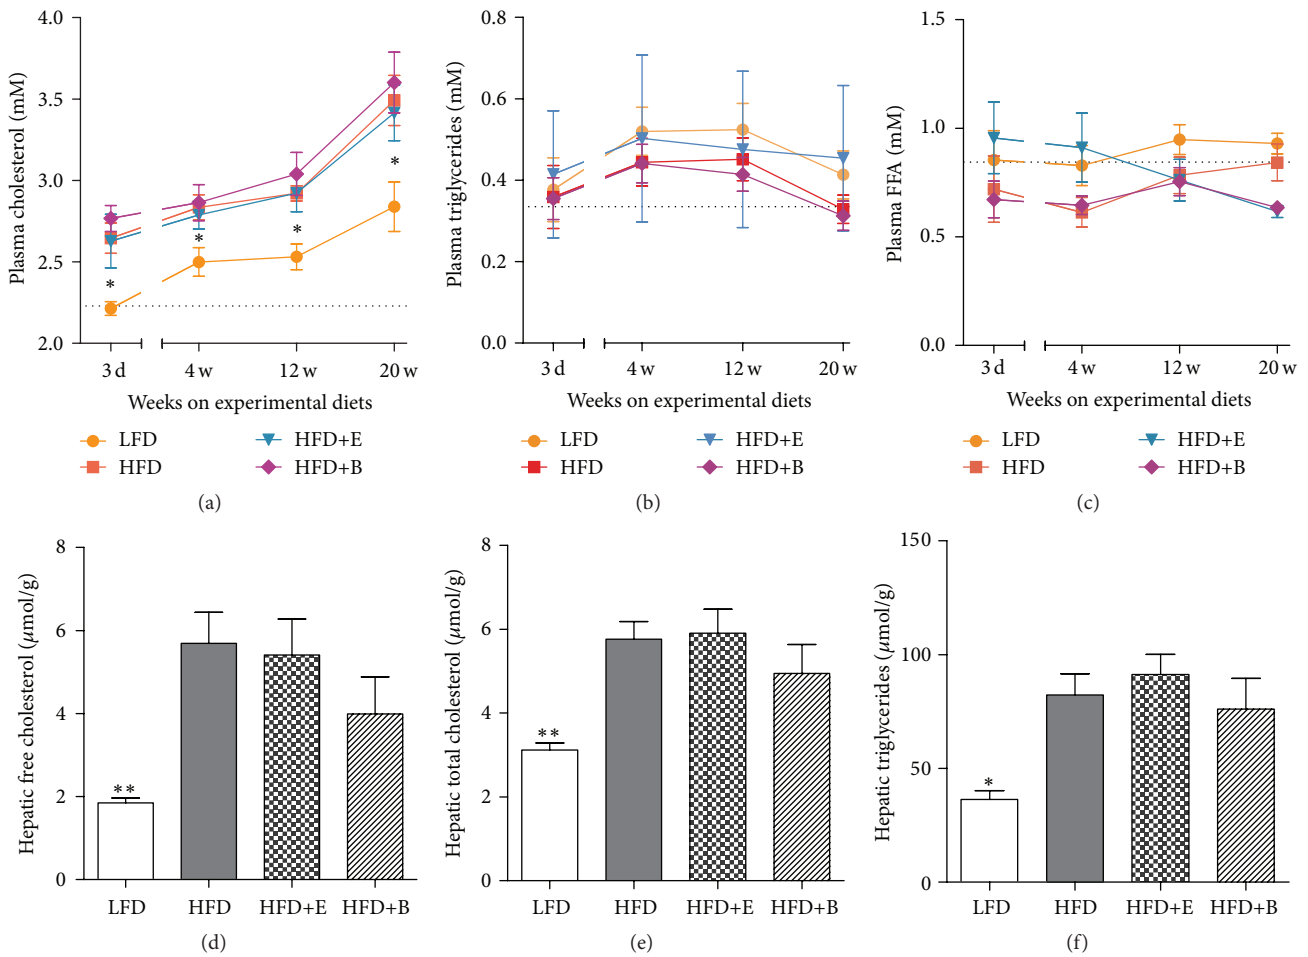 Plasma cholesterol (mM)
4.0
3.5
3.0
2.5
2.0
*
*
*
*
3 d 4 w 12 w 20 w
Weeks on experimental diets
LFD HFD+E
HFD HFD+B
(a)
Plasma triglycerides (mM)
0.8
0.6
0.4
0.2
0.0
3 d 4 w 12 w 20 w
Weeks on experimental diets
LFD HFD+E
HFD HFD+B
(b)
Plasma FFA (mM)
1.5
1.0
0.5
0.0
3 d 4 w 12 w 20 w
Weeks on experimental diets
LFD HFD+E
HFD HFD+B
(c)
Hepatic free cholesterol (μmol/g)
8
6
4
2
0
**
LFD HFD HFD+E HFD+B
(d)
Hepatic total cholesterol (μmol/g)
8
6
4
2
0
**
LFD HFD HFD+E HFD+B
(e)
Hepatic triglycerides (μmol/g)
150
100
50
0
*
LFD HFD HFD+E HFD+B
(f)